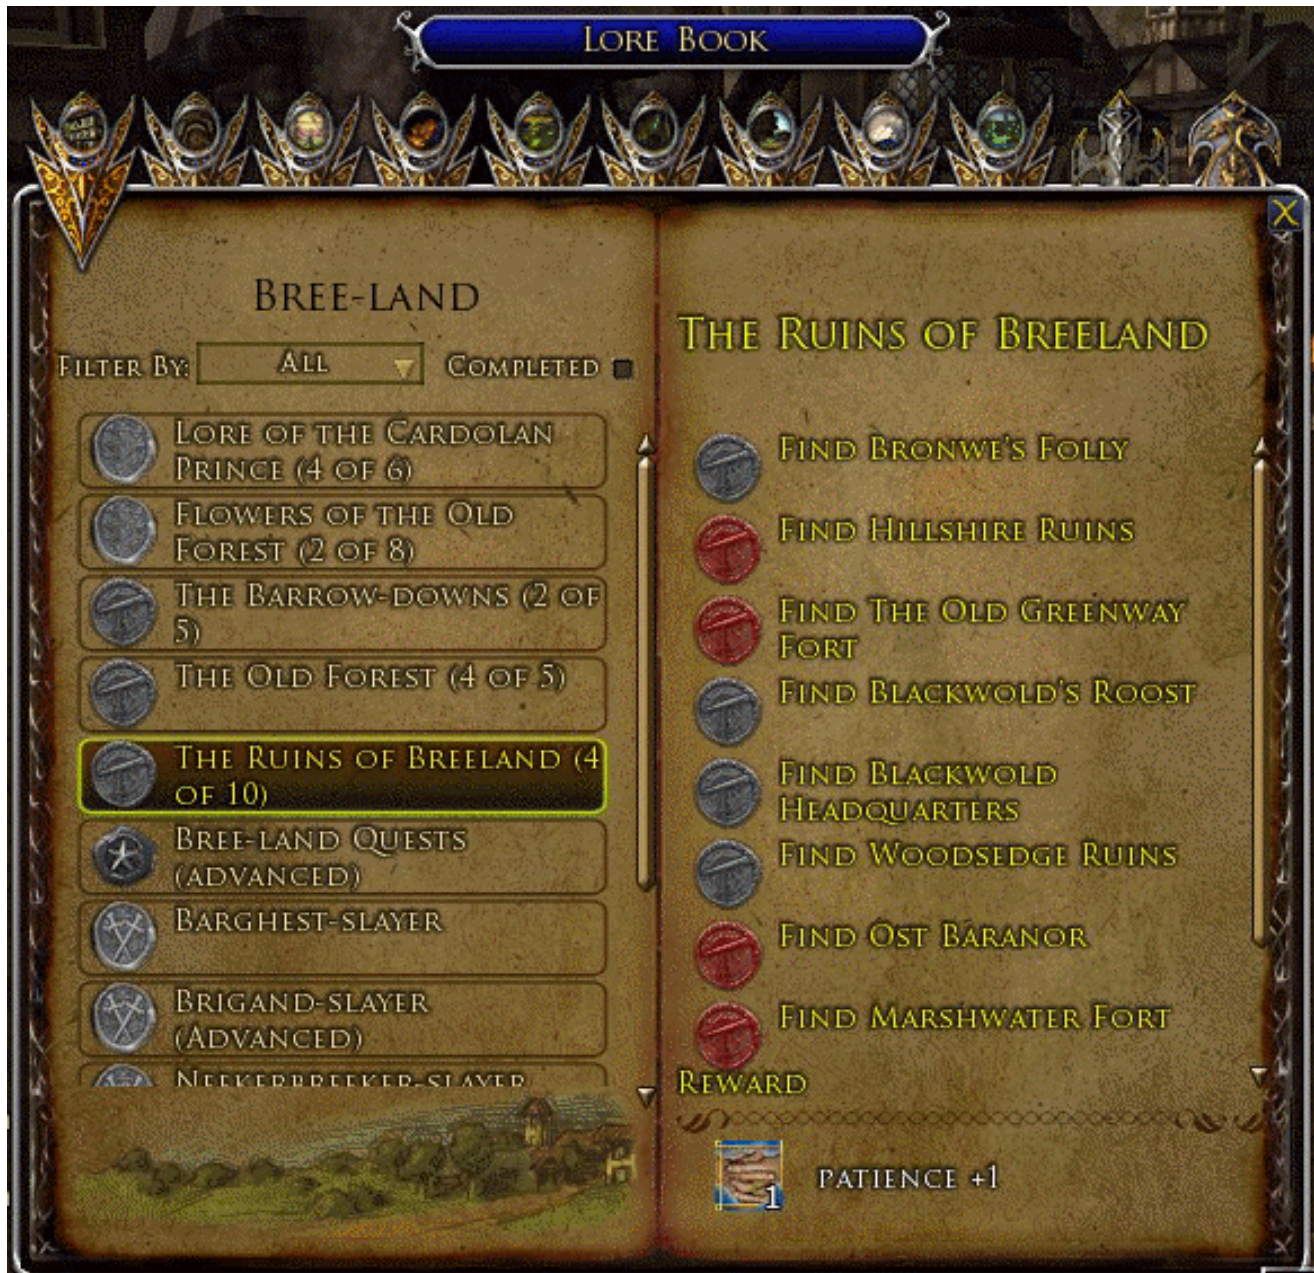 LORE BOOK
BREE-LAND
FILTER BY: ALL COMPLETED
LORE OF THE CARDOLAN
PRINCE (4 OF 6)
FLOWERS OF THE OLD
FOREST (2 OF 8)
THE BARROW-DOWNS (2 OF
5)
THE OLD FOREST (4 OF 5)
THE RUINS OF BREELAND (4
OF 10)
BREE-LAND QUESTS
(ADVANCED)
BARGHEST-SLAYER
BRIGAND-SLAYER
(ADVANCED)
NEEKERBREEKER-SLAYER
THE RUINS OF BREELAND
FIND BRONWE'S FOLLY
FIND HILLSHIRE RUINS
FIND THE OLD GREENWAY
FORT
FIND BLACKWOLD'S ROOST
FIND BLACKWOLD
HEADQUARTERS
FIND WOODSEDGE RUINS
FIND OST BARANOR
FIND MARSHWATER FORT
REWARD
1
PATIENCE +1